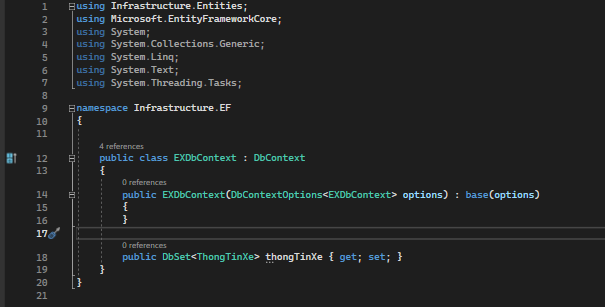 1 using Infrastructure.Entities;
2 using Microsoft.EntityFrameworkCore;
3 using System;
4 using System.Collections.Generic;
5 using System.Linq;
6 using System.Text;
7 using System.Threading.Tasks;
8
9 namespace Infrastructure.EF
10 {
11
4 references
12 public class EXDbContext : DbContext
13 {
0 references
14 public EXDbContext(DbContextOptions<EXDbContext> options) : base(options)
15 {
16 }
17
0 references
18 public DbSet<ThongTinXe> thongTinXe { get; set; }
19 }
20 }
21